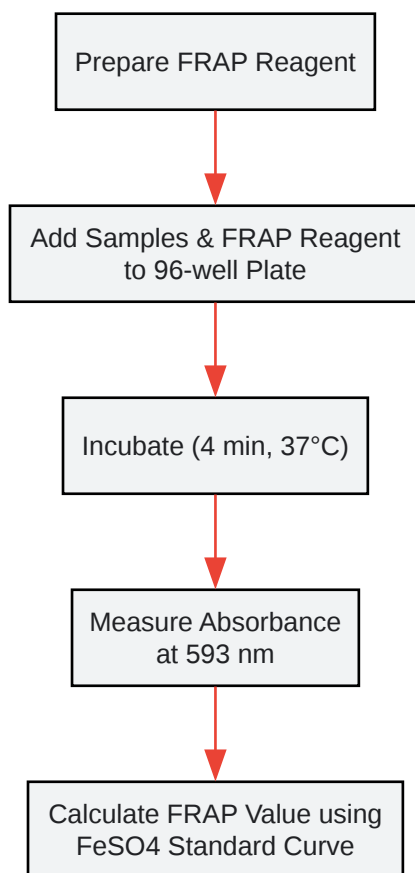 Prepare FRAP Reagent
Add Samples & FRAP Reagent
to 96-well Plate
Incubate (4 min, 37°C)
Measure Absorbance
at 593 nm
Calculate FRAP Value using
FeSO4 Standard Curve